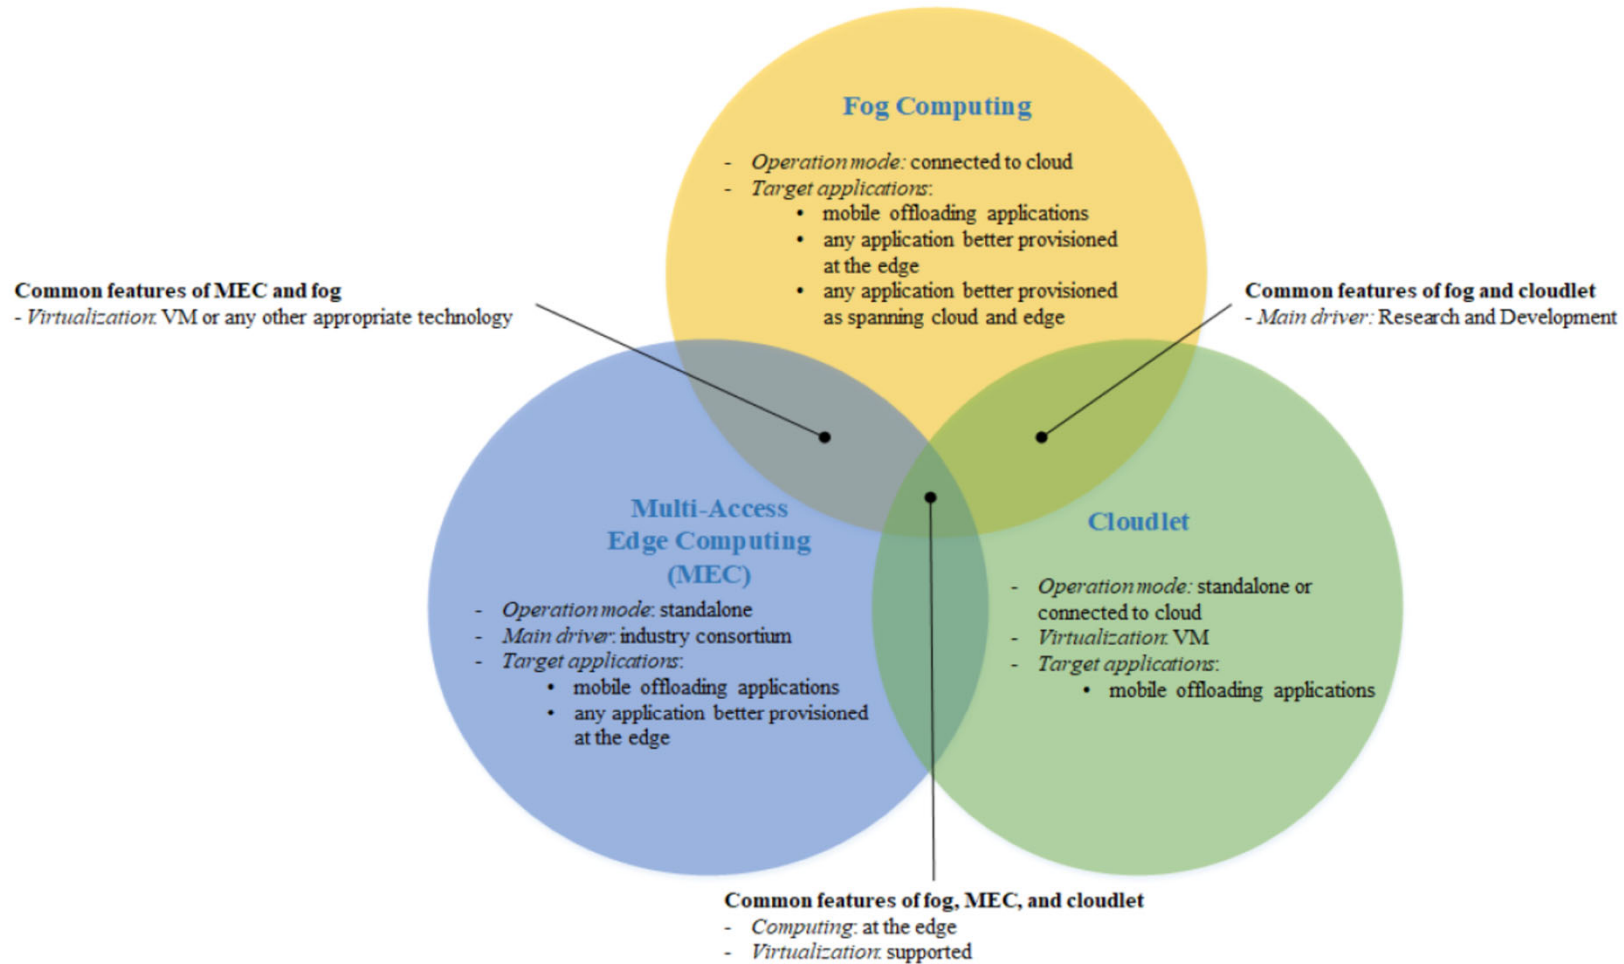 Fog Computing
- Operation mode: connected to cloud
- Target applications:
• mobile offloading applications
• any application better provisioned
at the edge
• any application better provisioned
as spanning cloud and edge
Common features of MEC and fog
- Virtualization: VM or any other appropriate technology
Common features of fog and cloudlet
- Main driver: Research and Development
Multi-Access
Edge Computing
(MEC)
- Operation mode: standalone
- Main driver: industry consortium
- Target applications:
• mobile offloading applications
• any application better provisioned
at the edge
Cloudlet
- Operation mode: standalone or
connected to cloud
- Virtualization: VM
- Target applications:
• mobile offloading applications
Common features of fog, MEC, and cloudlet
- Computing: at the edge
- Virtualization: supported